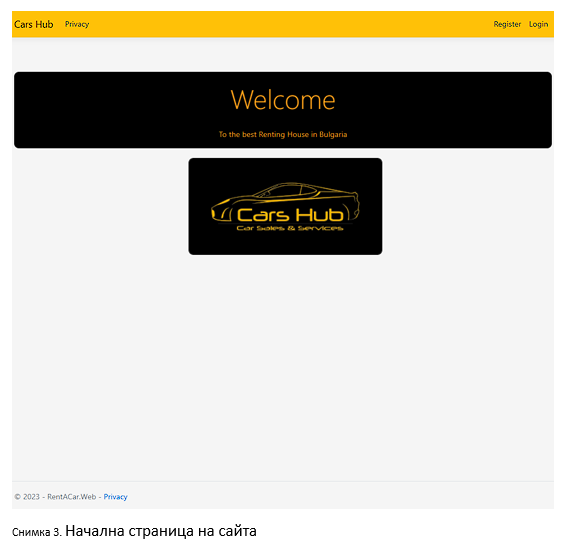 Cars Hub Privacy Register Login
Welcome
To the best Renting House in Bulgaria
Cars Hub
Car Sales & Services
© 2023 - RentACar.Web - Privacy
Снимка 3. Начална страница на сайта